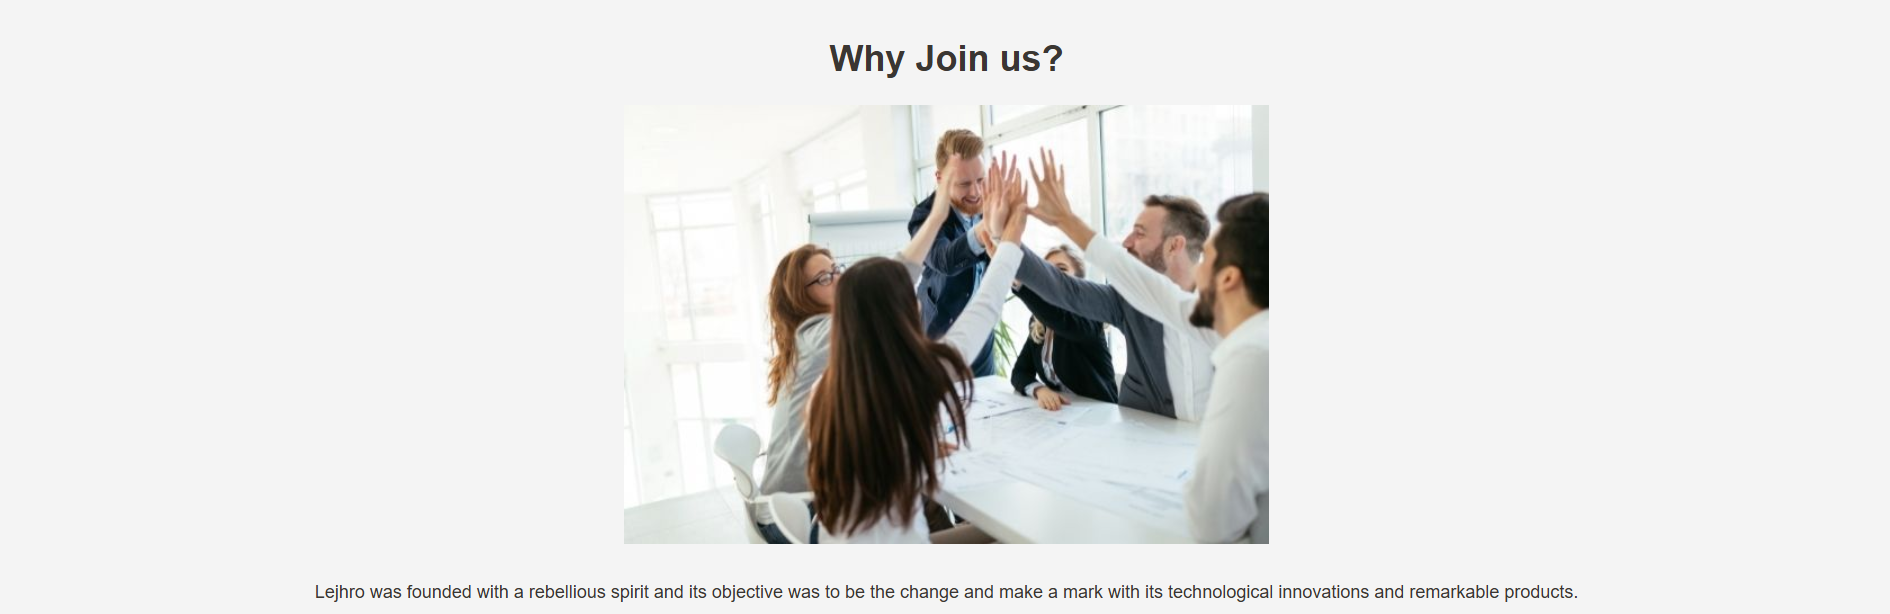 Why Join us?
Lejhro was founded with a rebellious spirit and its objective was to be the change and make a mark with its technological innovations and remarkable products.